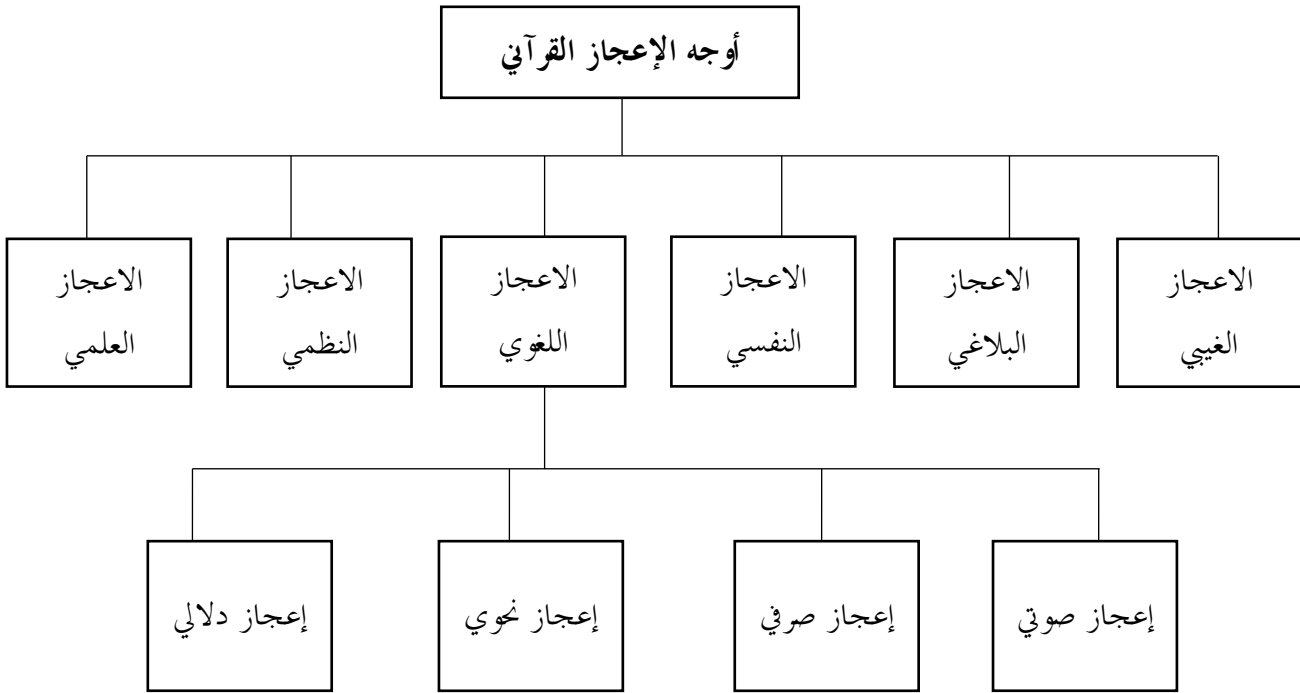 أوجه الإعجاز القرآني
الاعجاز
الغيبي
الاعجاز
البلاغي
الاعجاز
النفسي
الاعجاز
اللغوي
الاعجاز
النظمي
الاعجاز
العلمي
إعجاز صوتي
إعجاز صرفي
إعجاز نحوي
إعجاز دلالي